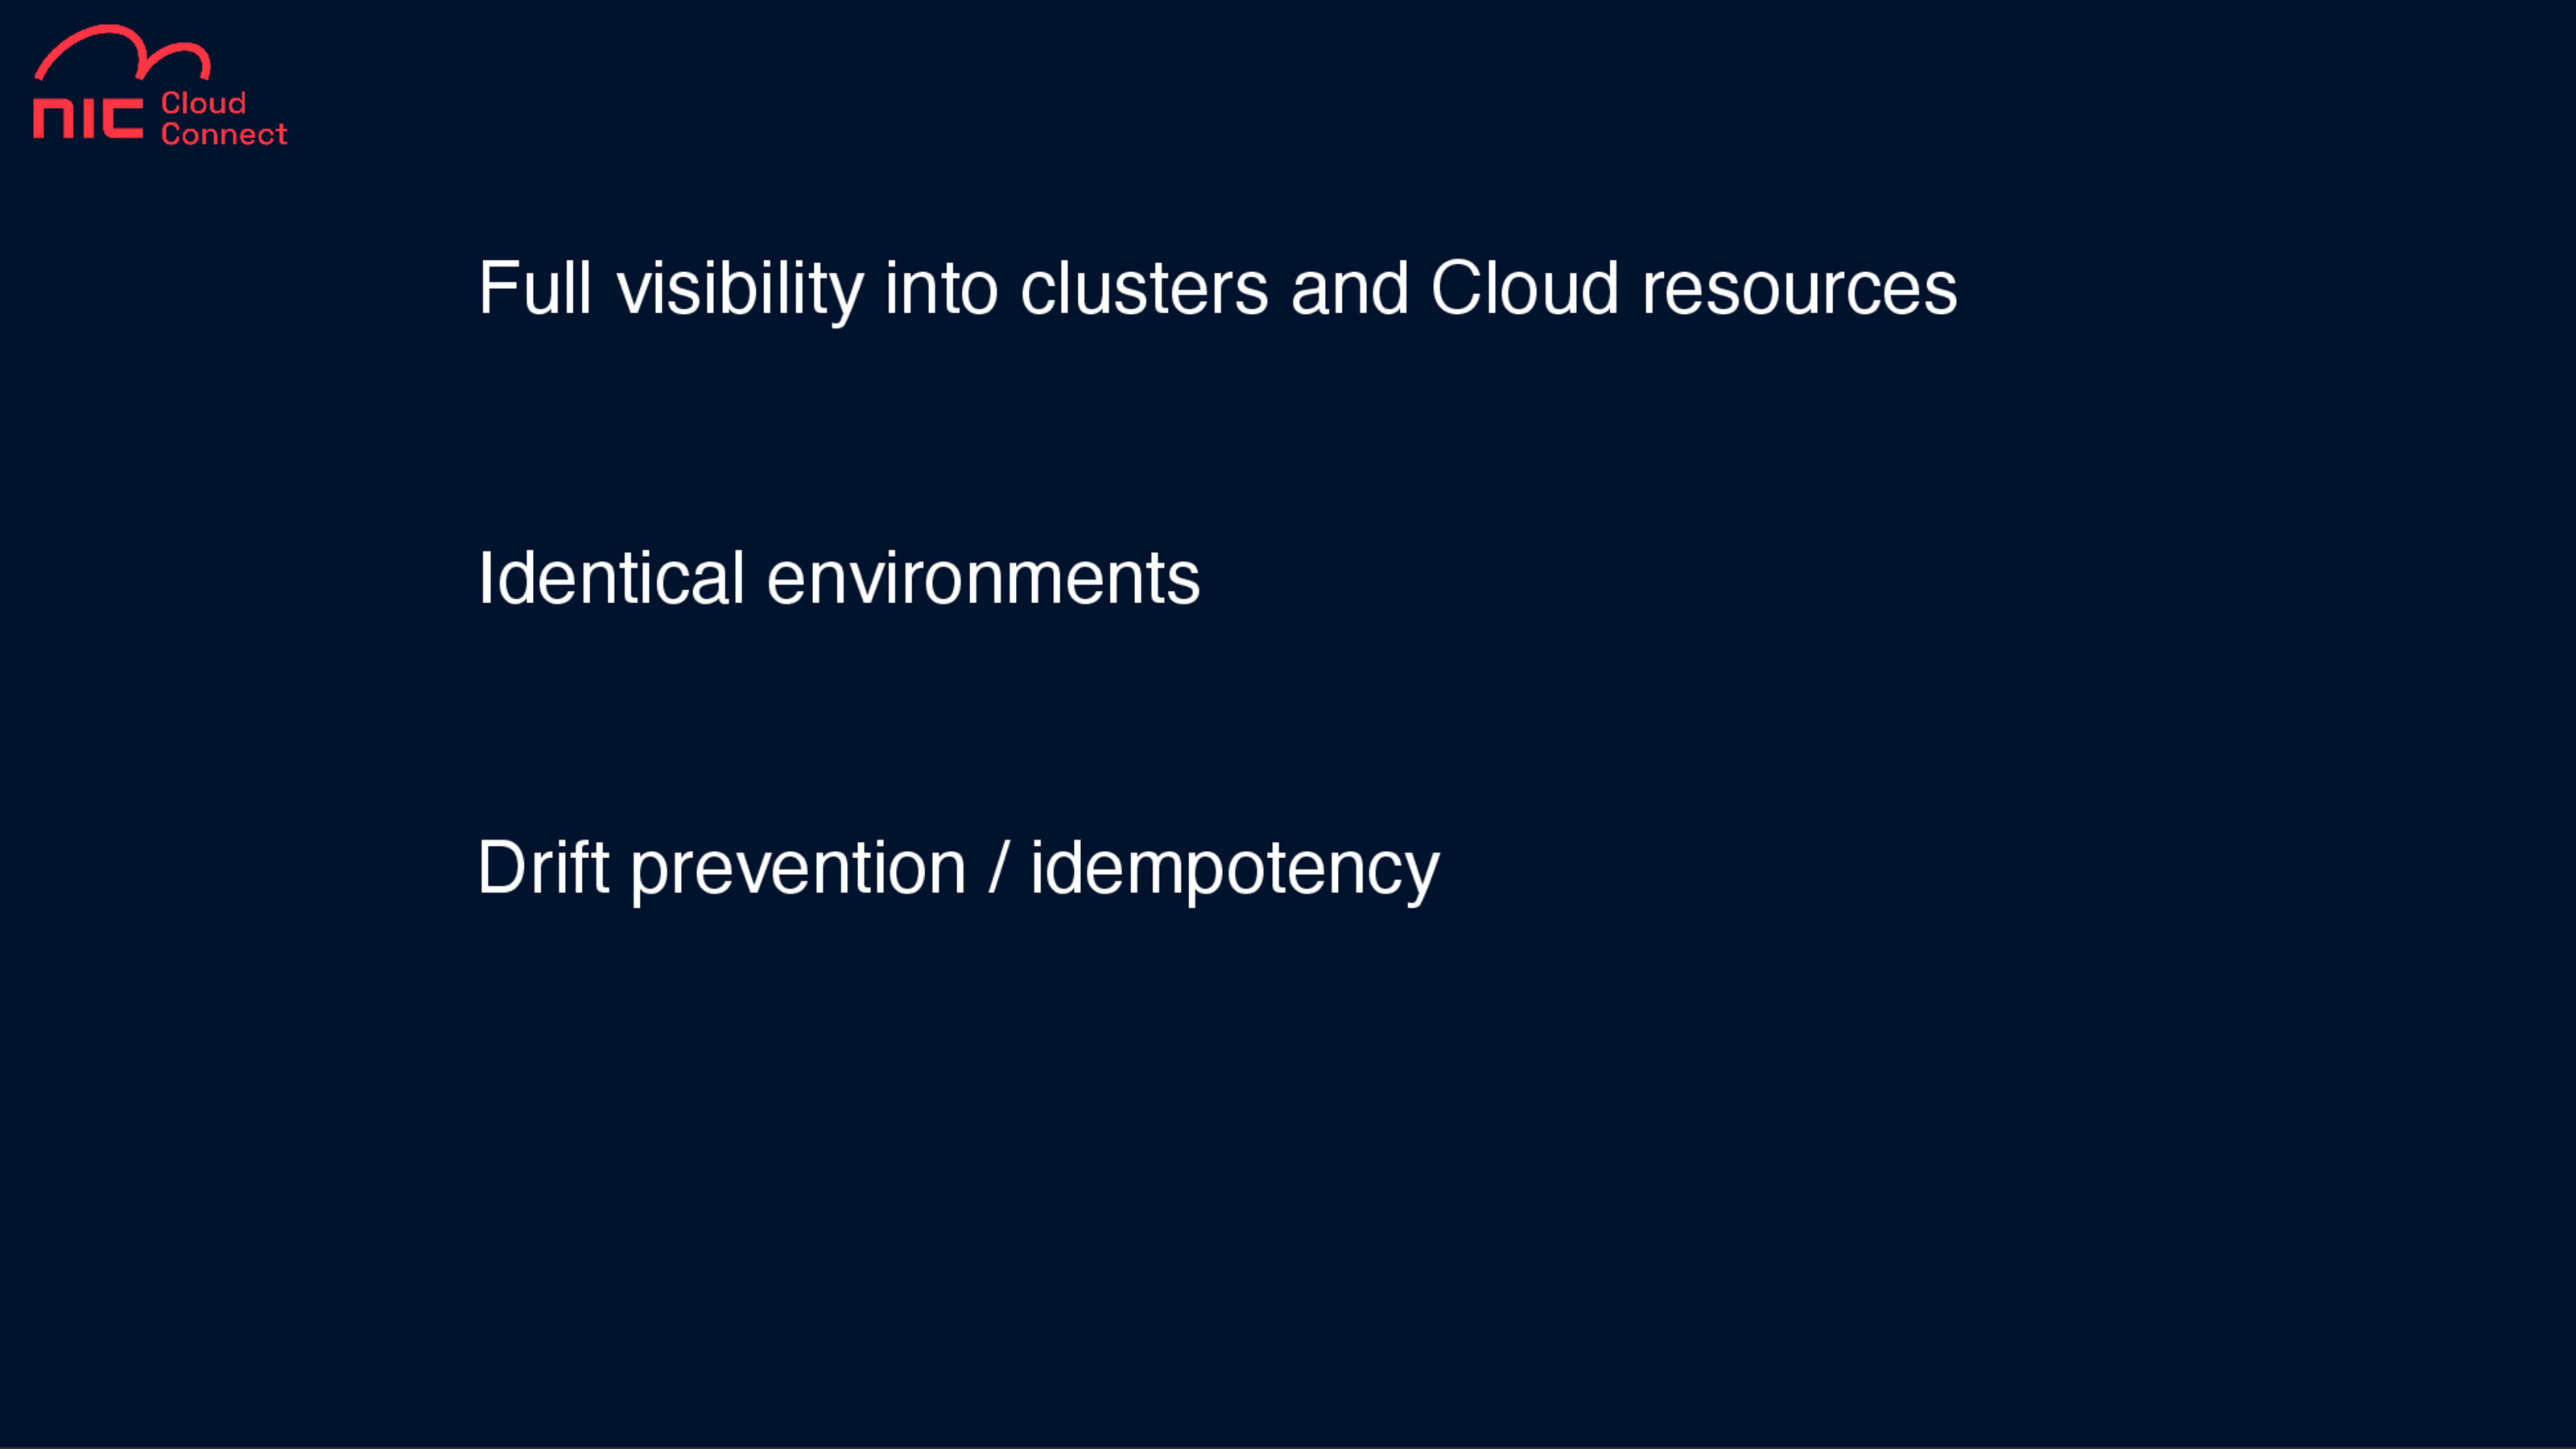 NIC Cloud
Connect
Full visibility into clusters and Cloud resources
Identical environments
Drift prevention / idempotency